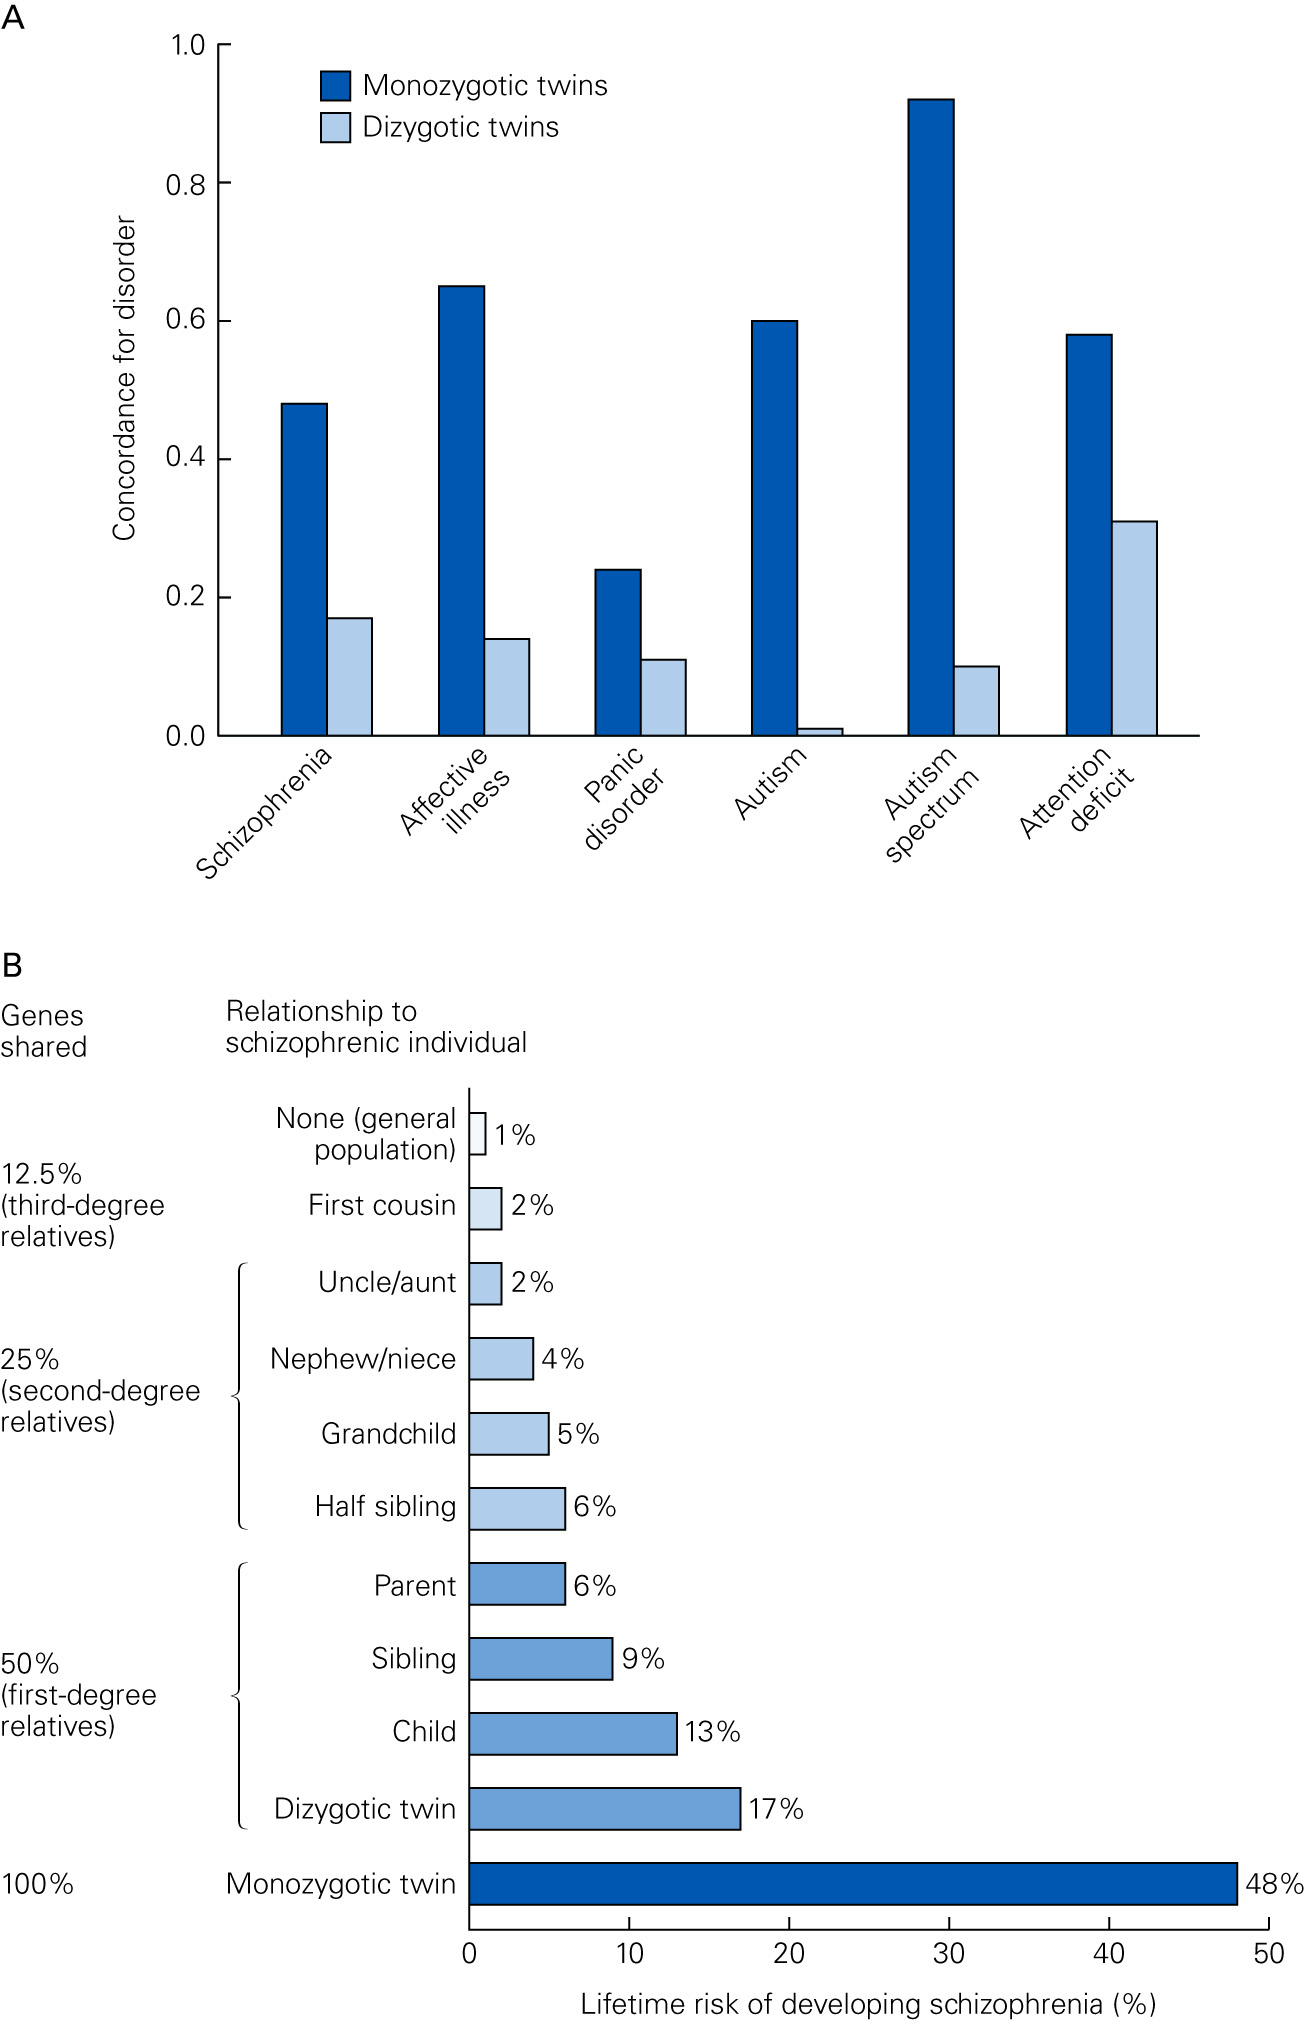 A
1.0
0.8
0.6
0.4
0.2
0.0
Concordance for disorder
Monozygotic twins
Dizygotic twins
Schizophrenia
Affective
illness
Panic
disorder
Autism
Autism
spectrum
Attention
deficit
B
Genes
shared
Relationship to
schizophrenic individual
None (general
population)
1%
12.5%
(third-degree
relatives)
First cousin
2%
25%
(second-degree
relatives)
Uncle/aunt
2%
Nephew/niece
4%
Grandchild
5%
Half sibling
6%
50%
(first-degree
relatives)
Parent
6%
Sibling
9%
Child
13%
Dizygotic twin
17%
100%
Monozygotic twin
48%
0 10 20 30 40 50
Lifetime risk of developing schizophrenia (%)